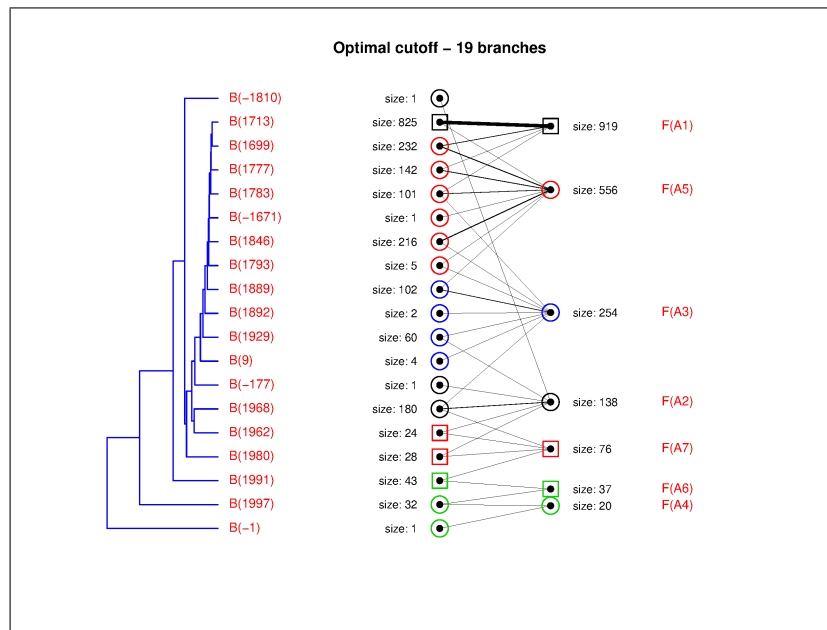 Optimal cutoff – 19 branches
B(−1810) size: 1
B(1713) size: 825 size: 919 F(A1)
B(1699) size: 232
B(1777) size: 142
B(1783) size: 101 size: 556 F(A5)
B(−1671) size: 1
B(1846) size: 216
B(1793) size: 5
B(1889) size: 102
B(1892) size: 2 size: 254 F(A3)
B(1929) size: 60
B(9) size: 4
B(−177) size: 1
B(1968) size: 180 size: 138 F(A2)
B(1962) size: 24
B(1980) size: 28 size: 76 F(A7)
B(1991) size: 43 size: 37 F(A6)
B(1997) size: 32 size: 20 F(A4)
B(−1) size: 1